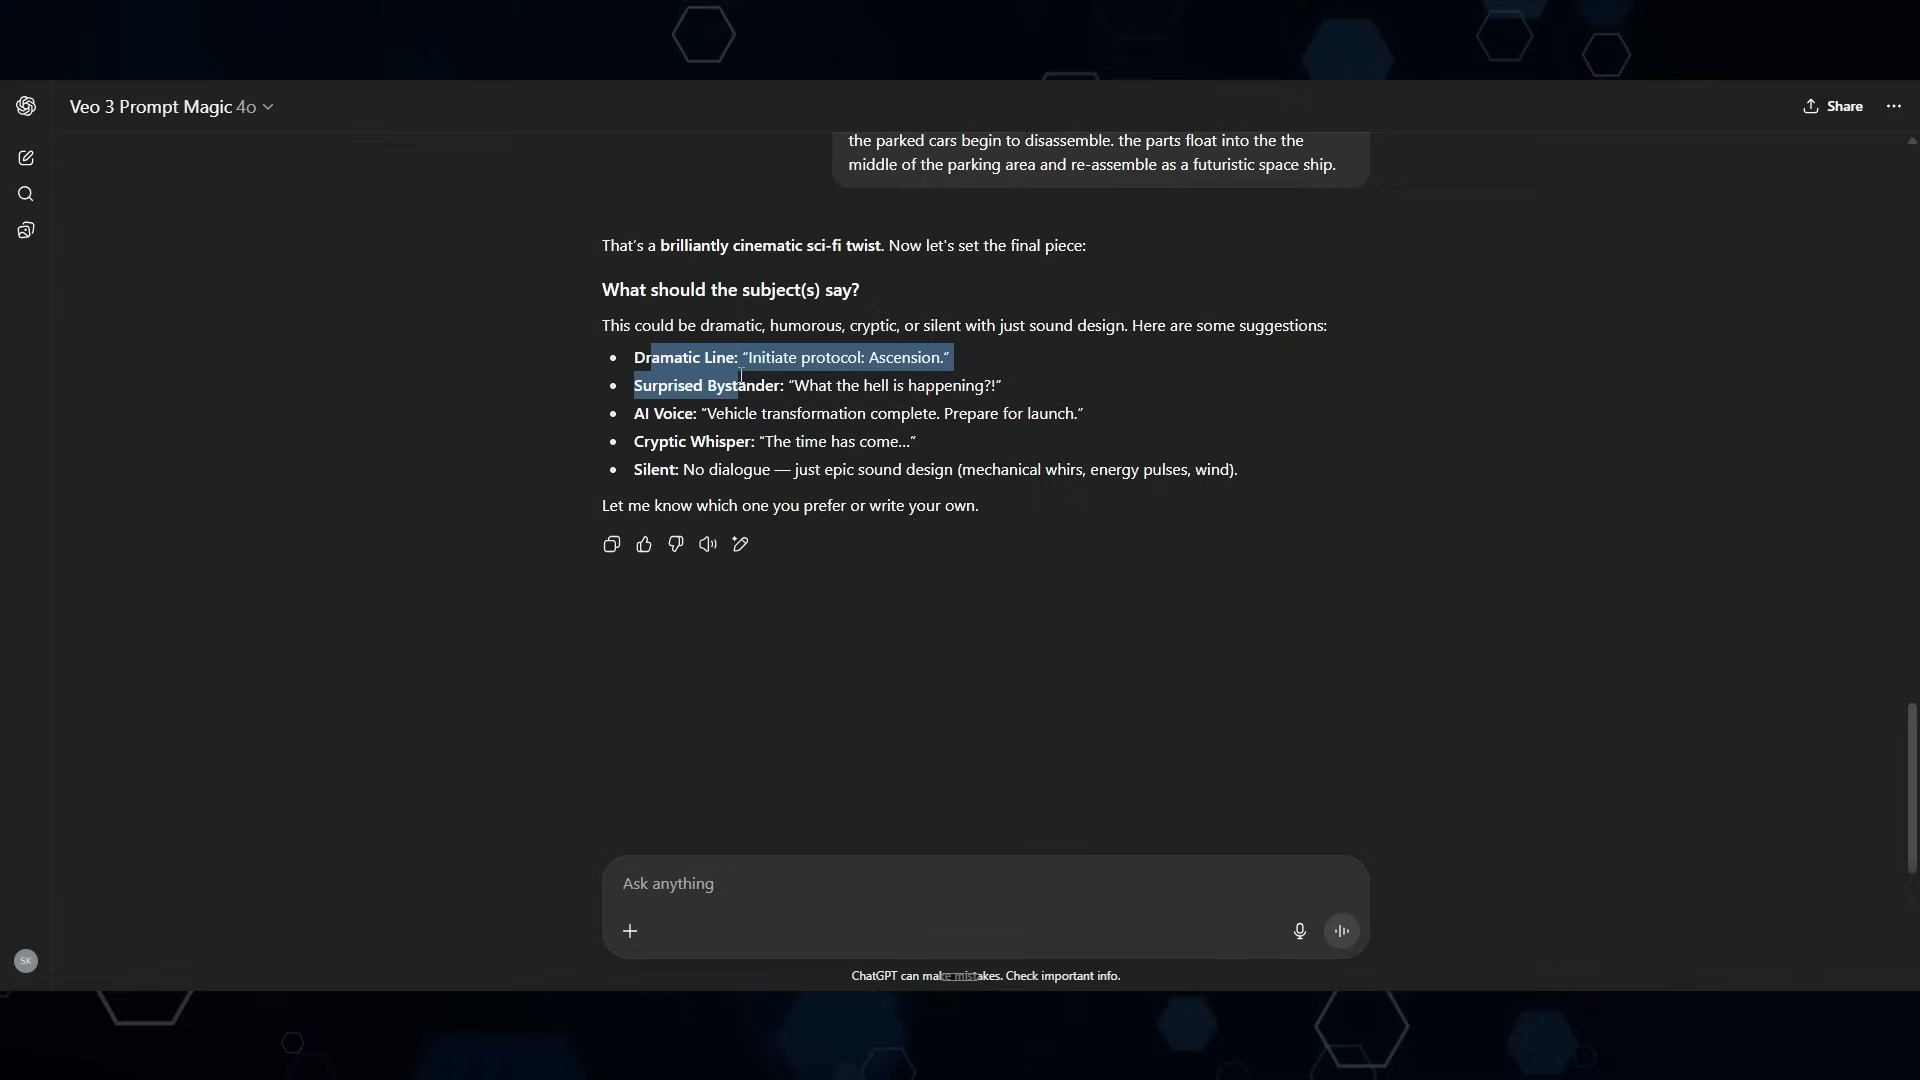 Veo 3 Prompt Magic 4o
Share
the parked cars begin to disassemble. the parts float into the the
middle of the parking area and re-assemble as a futuristic space ship.
That's a brilliantly cinematic sci-fi twist. Now let's set the final piece:
What should the subject(s) say?
This could be dramatic, humorous, cryptic, or silent with just sound design. Here are some suggestions:
• Dramatic Line: “Initiate protocol: Ascension.”
• Surprised Bystander: “What the hell is happening?!”
• AI Voice: “Vehicle transformation complete. Prepare for launch.”
• Cryptic Whisper: “The time has come...”
• Silent: No dialogue — just epic sound design (mechanical whirs, energy pulses, wind).
Let me know which one you prefer or write your own.
Ask anything
SK
ChatGPT can make mistakes. Check important info.